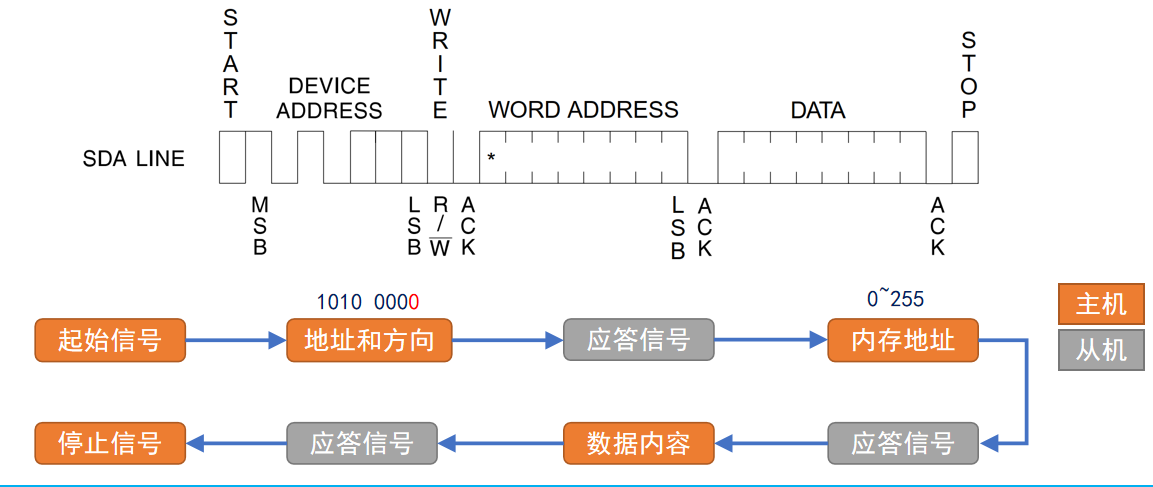 START
WRITE
STOP
DEVICE
ADDRESS
WORD ADDRESS
DATA
SDA LINE
*
MSB
LSB
R/W
ACK
LSB
ACK
ACK
1010 0000
0~255
起始信号
地址和方向
应答信号
内存地址
主机
从机
停止信号
应答信号
数据内容
应答信号